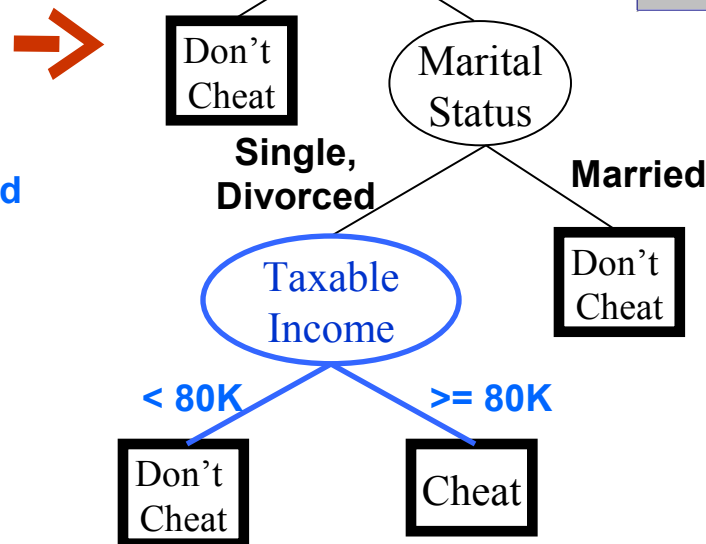 Don't
Cheat
Marital
Status
Single,
Divorced
Married
d
Taxable
Income
Don't
Cheat
< 80K
>= 80K
Don't
Cheat
Cheat